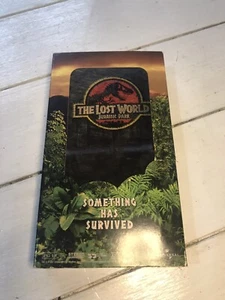 THE LOST WORLD
JURASSIC PARK
SOMETHING
HAS
SURVIVED